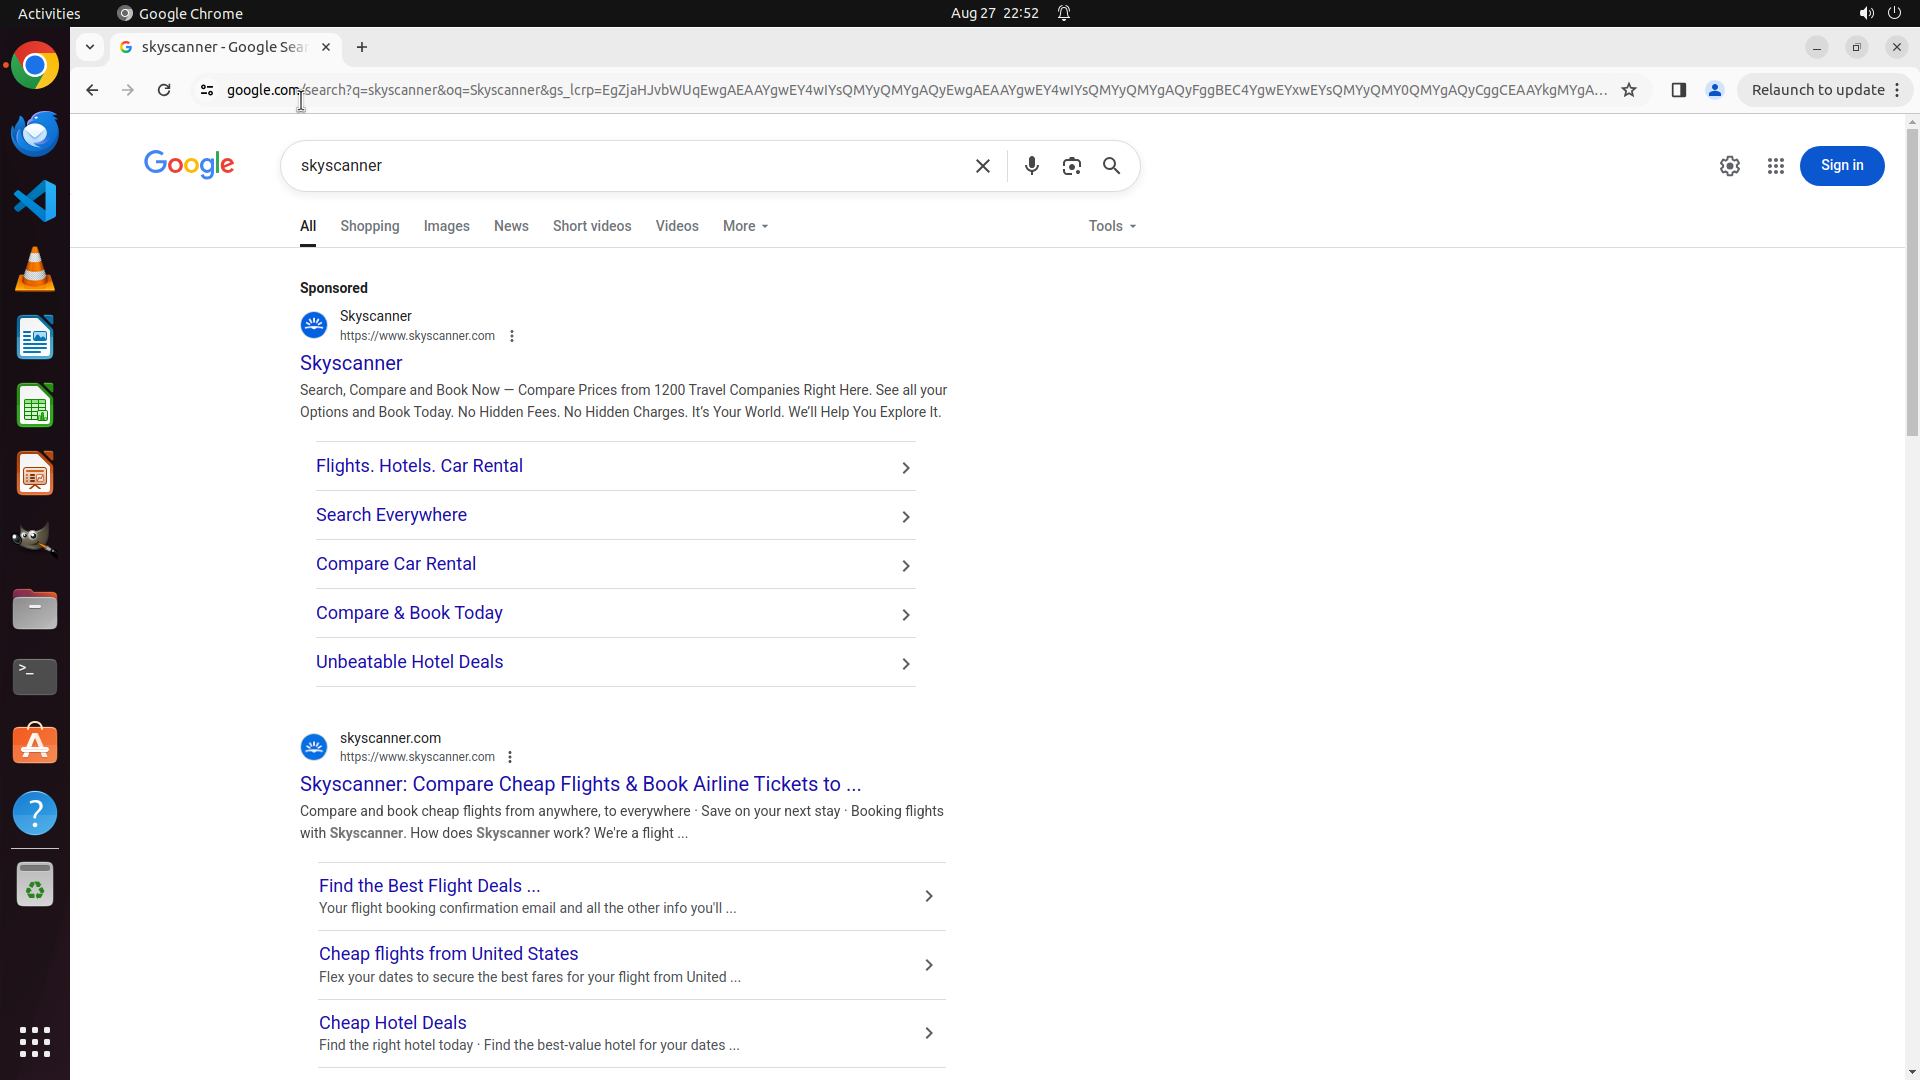 Activities
Google Chrome
Aug 27 22:52
skyscanner - Google Sear
google.com/search?q=skyscanner&oq=Skyscanner&gs_lcrp=EgZjaHJvbWUqEwgAEAAYgwEY4wIYsQMYyQMYgAQyEwgAEAAYgwEY4wIYsQMYyQMYgAQyFggBEC4YgwEYxwEYsQMYyQMY0QMYgAQyCggCEAAYkgMYgA...
Relaunch to update
Google
skyscanner
Sign in
All
Shopping
Images
News
Short videos
Videos
More
Tools
Sponsored
Skyscanner
https://www.skyscanner.com
Skyscanner
Search, Compare and Book Now — Compare Prices from 1200 Travel Companies Right Here. See all your
Options and Book Today. No Hidden Fees. No Hidden Charges. It's Your World. We'll Help You Explore It.
Flights. Hotels. Car Rental
Search Everywhere
Compare Car Rental
Compare & Book Today
Unbeatable Hotel Deals
skyscanner.com
https://www.skyscanner.com
Skyscanner: Compare Cheap Flights & Book Airline Tickets to ...
Compare and book cheap flights from anywhere, to everywhere · Save on your next stay · Booking flights
with Skyscanner. How does Skyscanner work? We're a flight ...
Find the Best Flight Deals ...
Your flight booking confirmation email and all the other info you'll ...
Cheap flights from United States
Flex your dates to secure the best fares for your flight from United ...
Cheap Hotel Deals
Find the right hotel today · Find the best-value hotel for your dates ...